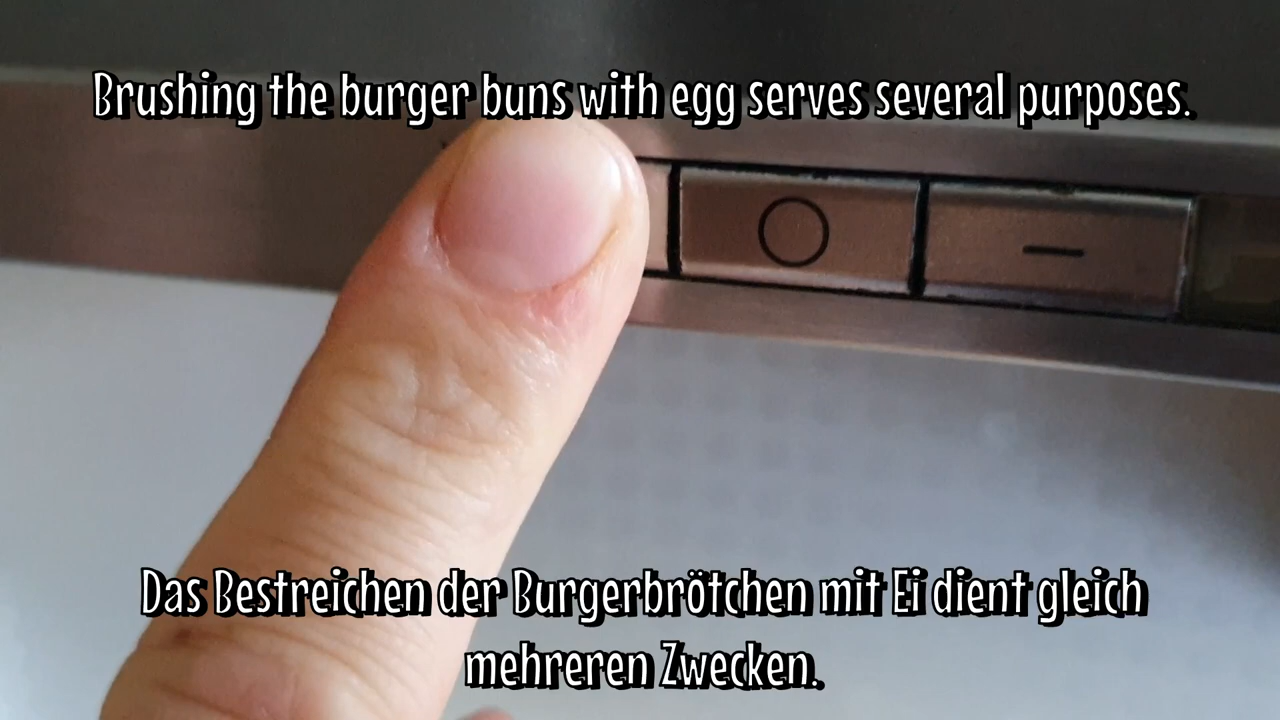 Brushing the burger buns with egg serves several purposes.
Das Bestreichen der Burgerbrötchen mit Ei dient gleich
mehreren Zwecken.